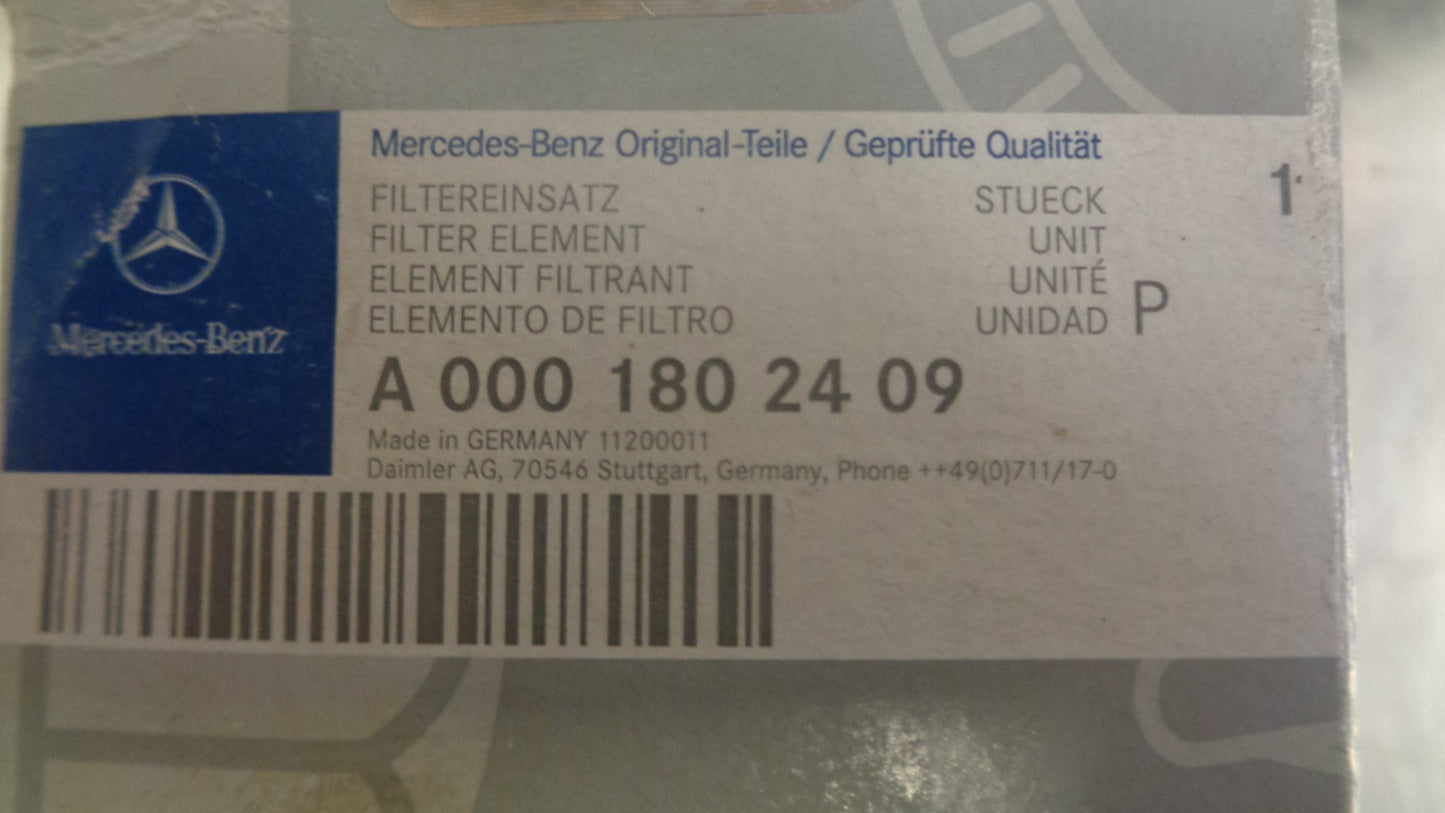 Mercedes-Benz
Mercedes-Benz Original-Teile / Geprüfte Qualität
FILTEREINSATZ STUECK 1
FILTER ELEMENT UNIT
ELEMENT FILTRANT UNITÉ
ELEMENTO DE FILTRO UNIDAD P
A 000 180 24 09
Made in GERMANY 11200011
Daimler AG, 70546 Stuttgart, Germany, Phone ++49(0)711/17-0